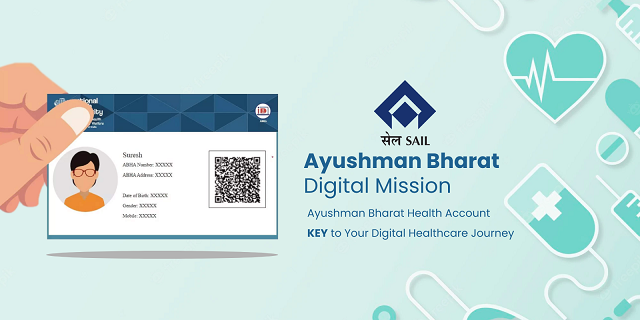 Suresh
ABHA Number: XXXXX
ABHA Address: XXXXX
Date of Birth: XXXXX
Gender: XXXXX
Mobile: XXXXX
सेल SAIL
Ayushman Bharat
Digital Mission
Ayushman Bharat Health Account
KEY to Your Digital Healthcare Journey